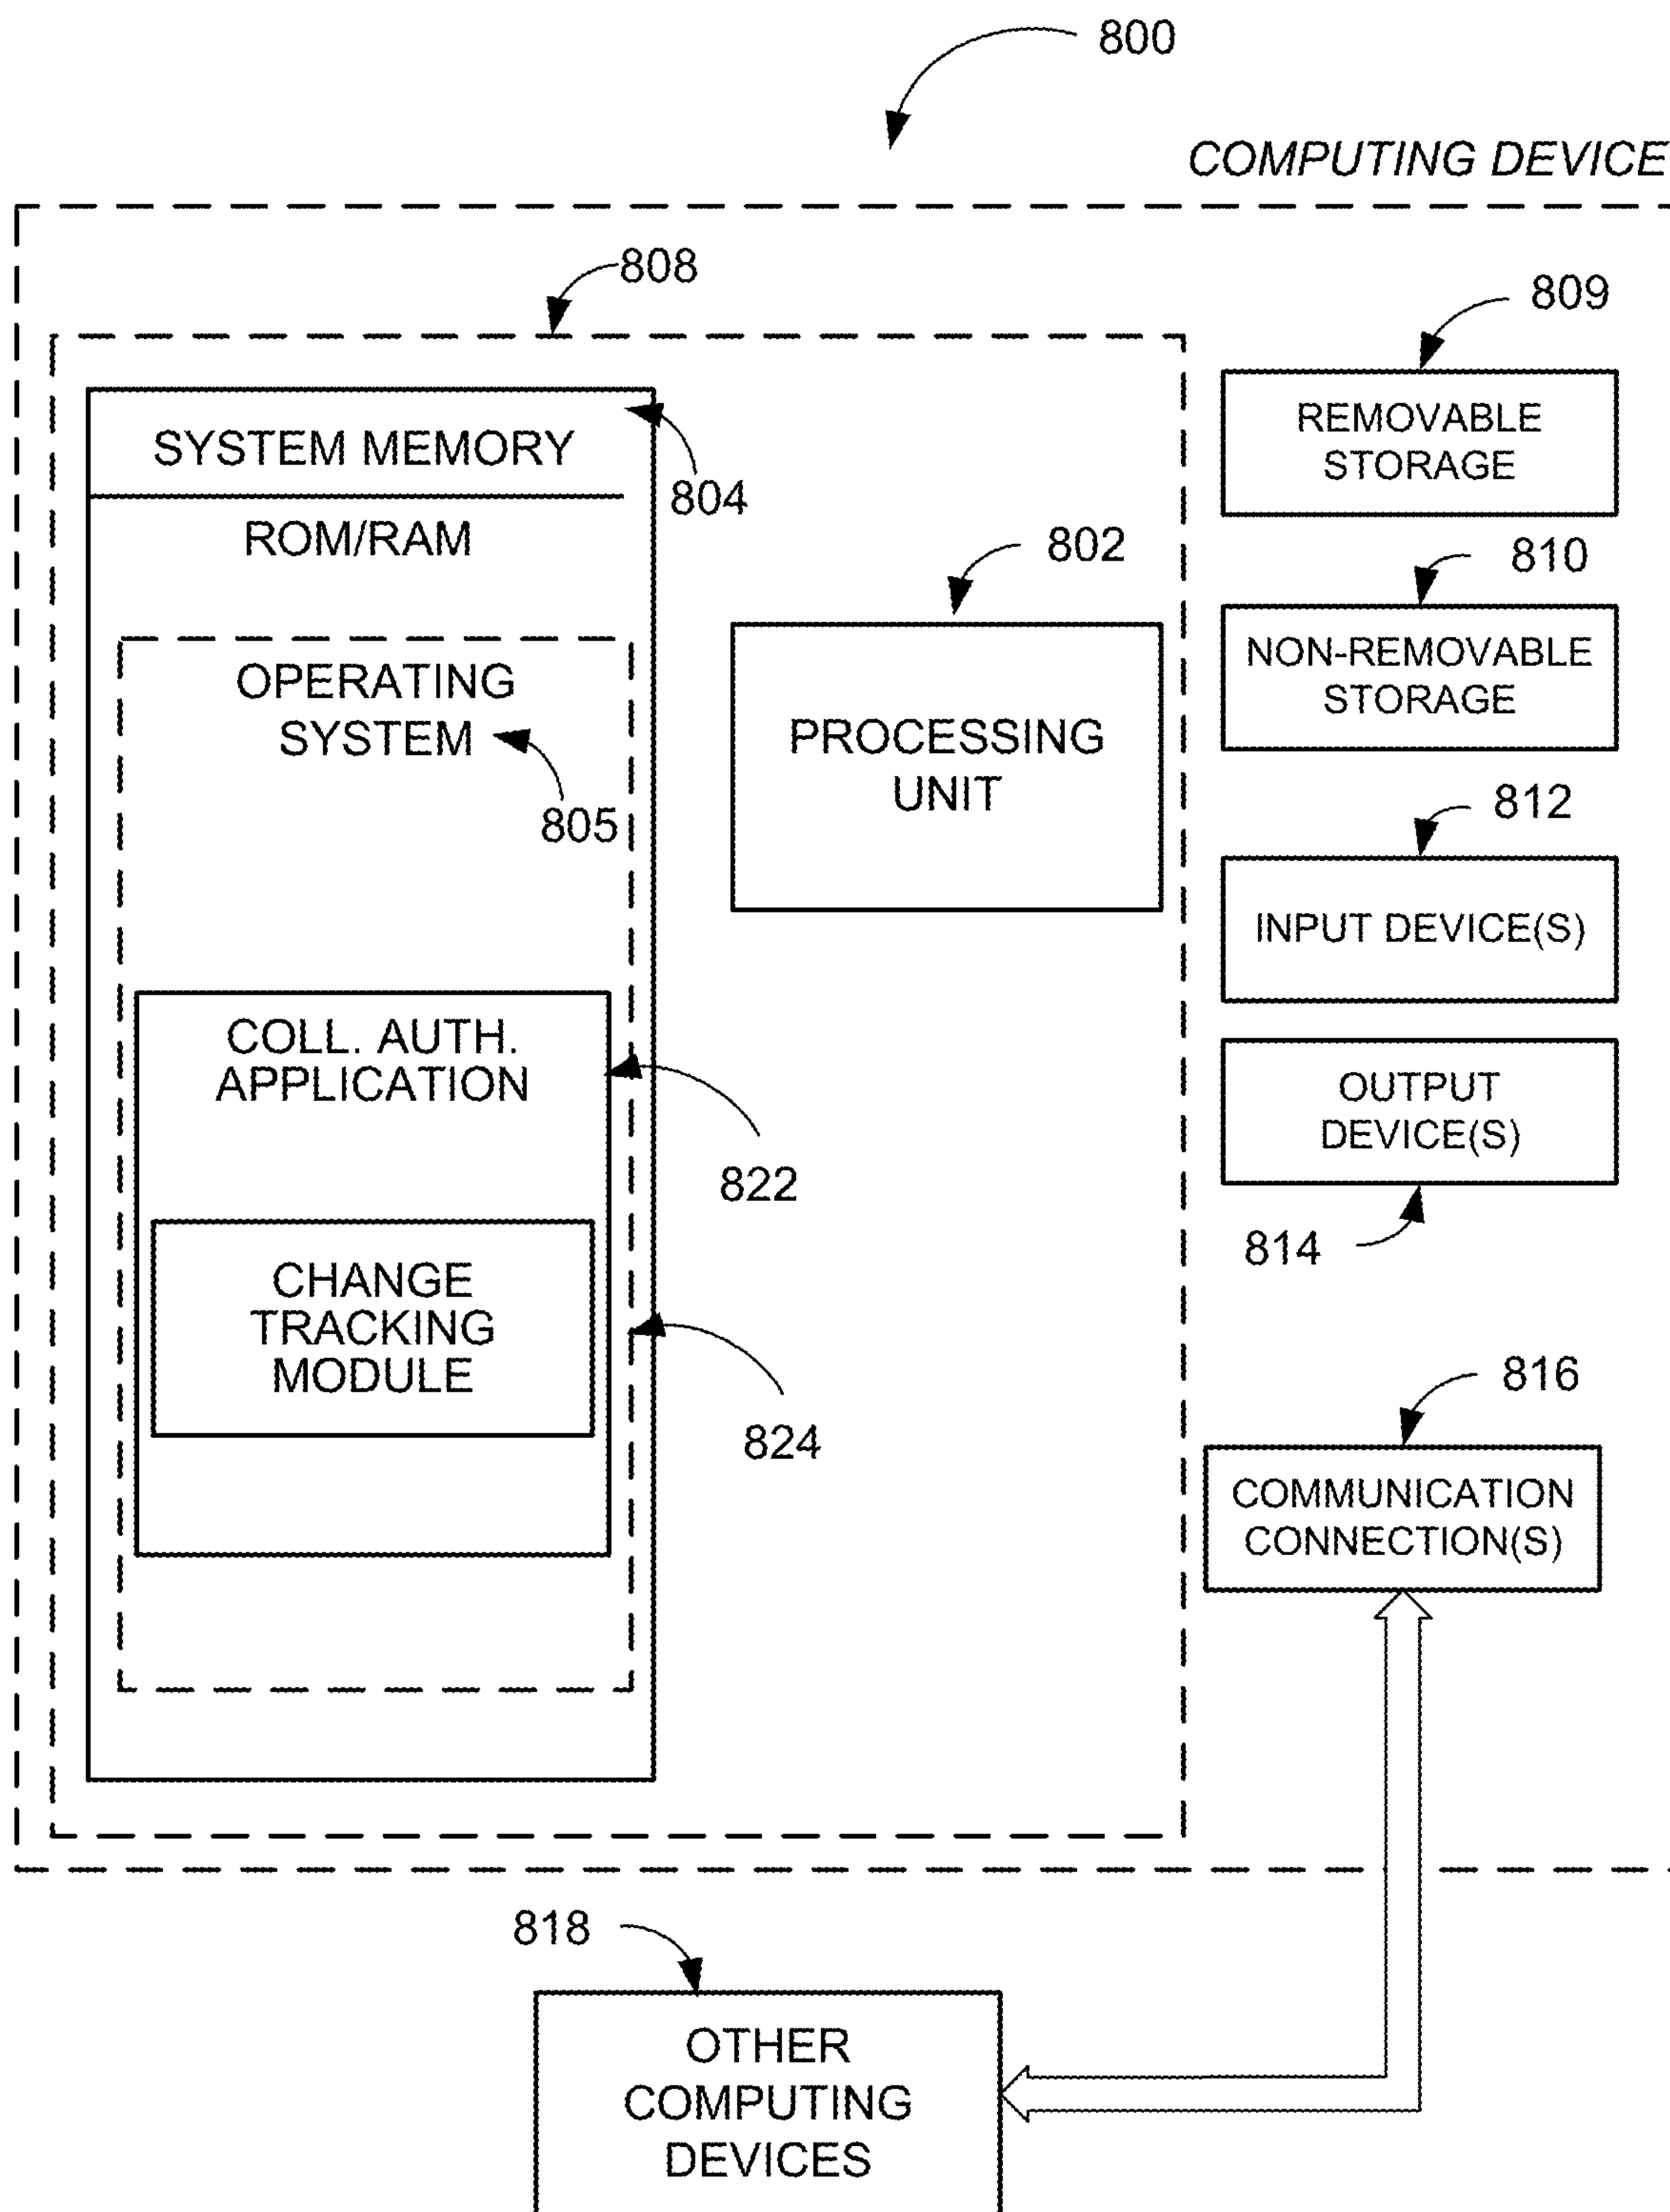 800
COMPUTING DEVICE
808
809
SYSTEM MEMORY
804
ROM/RAM
REMOVABLE
STORAGE
802
810
OPERATING
SYSTEM
805
PROCESSING
UNIT
NON-REMOVABLE
STORAGE
812
INPUT DEVICE(S)
COLL. AUTH.
APPLICATION
822
OUTPUT
DEVICE(S)
814
CHANGE
TRACKING
MODULE
824
816
COMMUNICATION
CONNECTION(S)
818
OTHER
COMPUTING
DEVICES